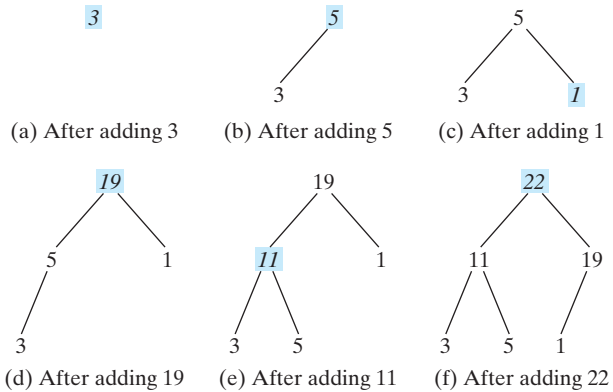 3
5
3
5
3 1
(a) After adding 3
(b) After adding 5
(c) After adding 1
19
5 1
3
19
11 1
3 5
22
11 19
3 5 1
(d) After adding 19
(e) After adding 11
(f) After adding 22